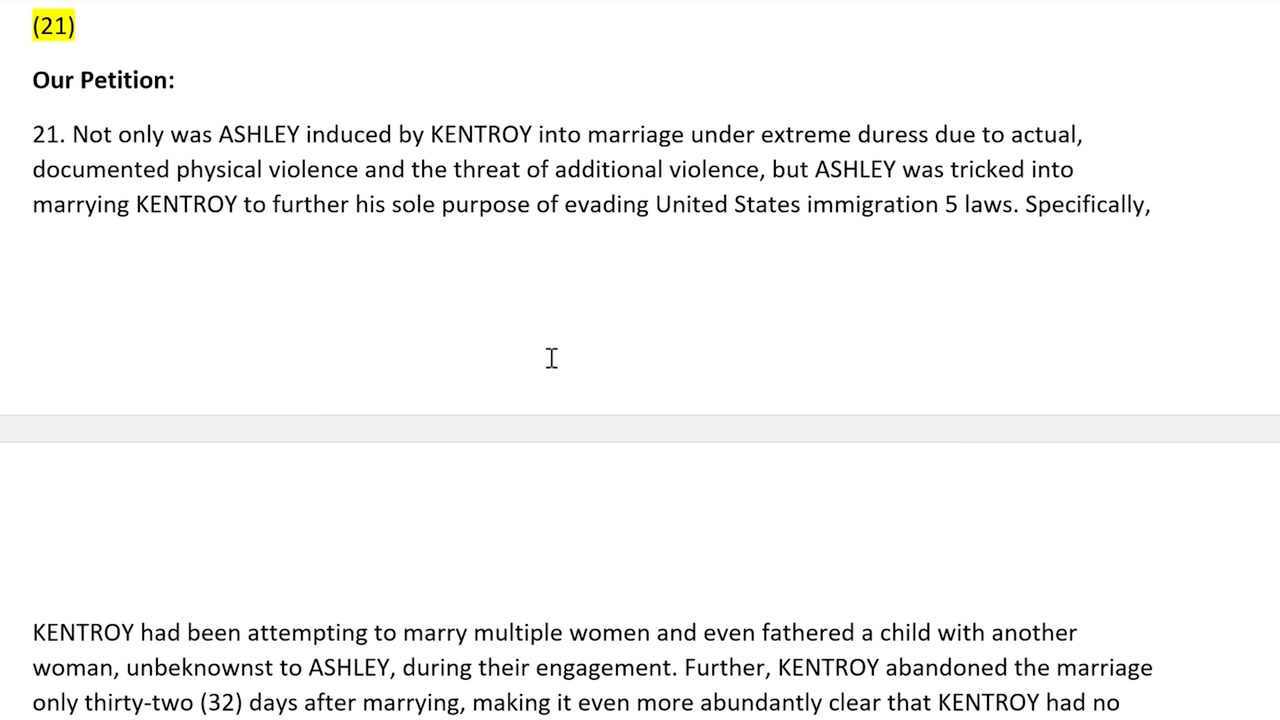 (21)
Our Petition:
21. Not only was ASHLEY induced by KENTROY into marriage under extreme duress due to actual,
documented physical violence and the threat of additional violence, but ASHLEY was tricked into
marrying KENTROY to further his sole purpose of evading United States immigration 5 laws. Specifically,
KENTROY had been attempting to marry multiple women and even fathered a child with another
woman, unbeknownst to ASHLEY, during their engagement. Further, KENTROY abandoned the marriage
only thirty-two (32) days after marrying, making it even more abundantly clear that KENTROY had no